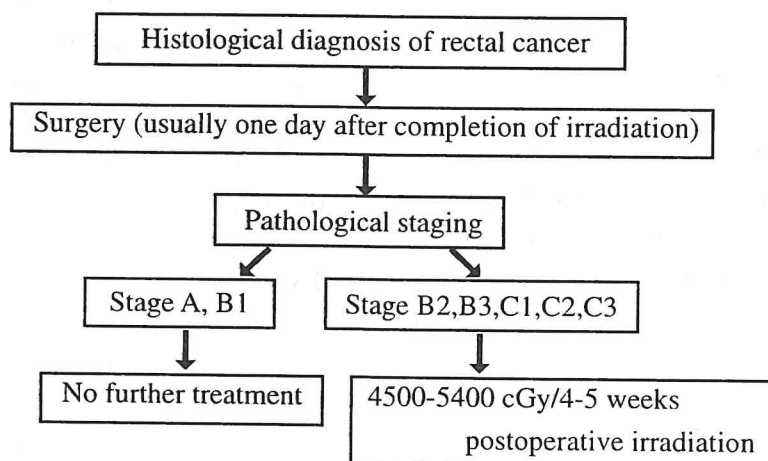 Histological diagnosis of rectal cancer
Surgery (usually one day after completion of irradiation)
Pathological staging
Stage A, B1
Stage B2,B3,C1,C2,C3
No further treatment
4500-5400 cGy/4-5 weeks
postoperative irradiation